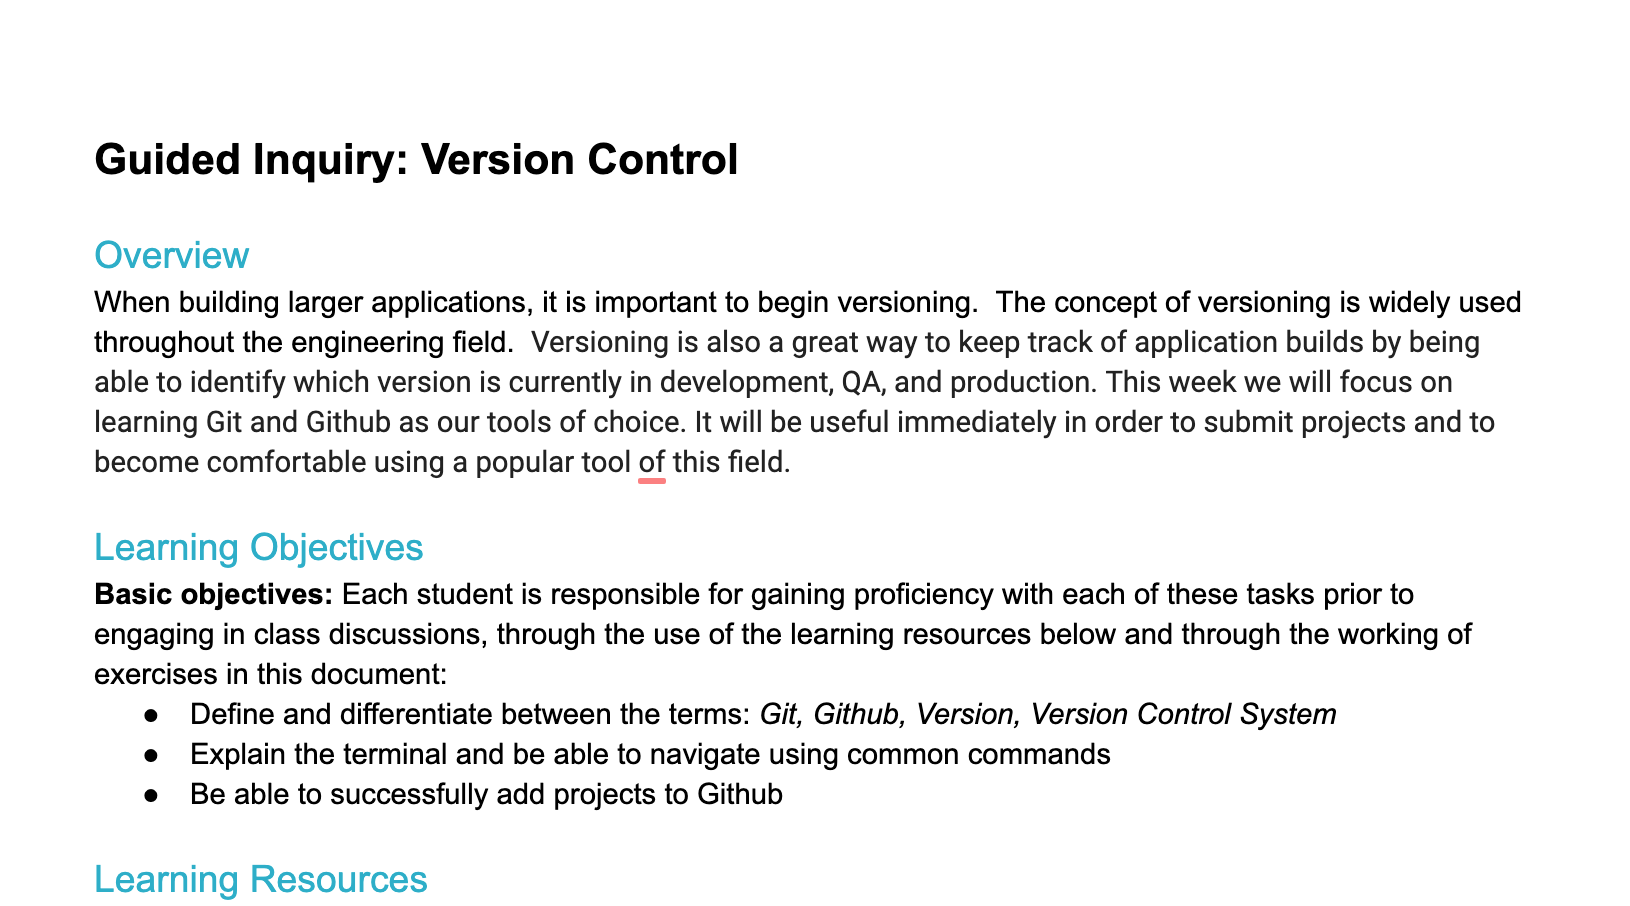 Guided Inquiry: Version Control
Overview
When building larger applications, it is important to begin versioning.  The concept of versioning is widely used
throughout the engineering field.  Versioning is also a great way to keep track of application builds by being
able to identify which version is currently in development, QA, and production. This week we will focus on
learning Git and Github as our tools of choice. It will be useful immediately in order to submit projects and to
become comfortable using a popular tool of this field.
Learning Objectives
Basic objectives: Each student is responsible for gaining proficiency with each of these tasks prior to
engaging in class discussions, through the use of the learning resources below and through the working of
exercises in this document:
● Define and differentiate between the terms: Git, Github, Version, Version Control System
● Explain the terminal and be able to navigate using common commands
● Be able to successfully add projects to Github
Learning Resources